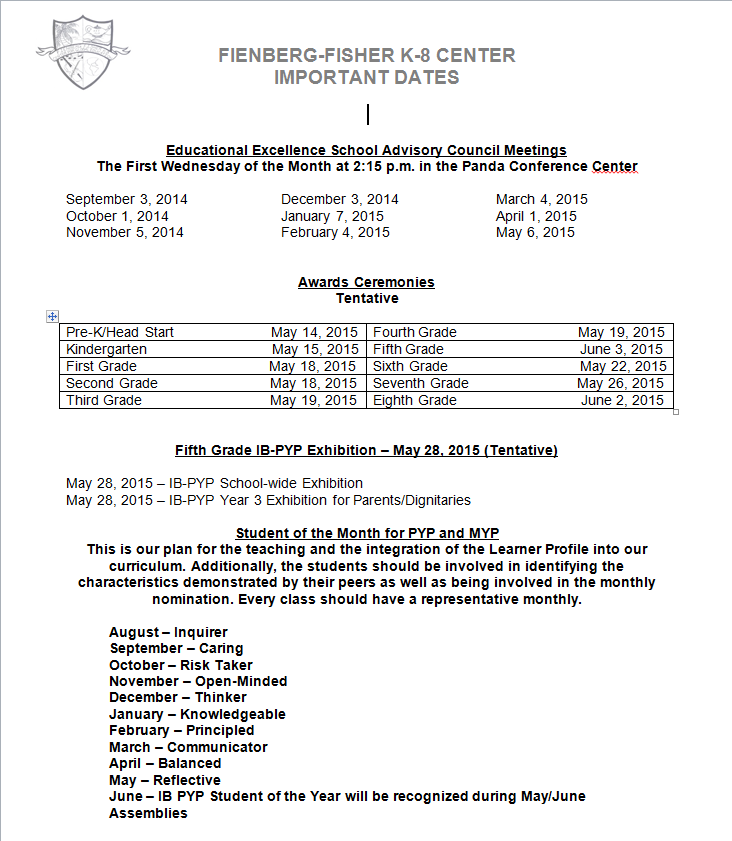 FIENBERG-FISHER K-8 CENTER
IMPORTANT DATES
Educational Excellence School Advisory Council Meetings
The First Wednesday of the Month at 2:15 p.m. in the Panda Conference Center
September 3, 2014 December 3, 2014 March 4, 2015
October 1, 2014 January 7, 2015 April 1, 2015
November 5, 2014 February 4, 2015 May 6, 2015
Awards Ceremonies
Tentative
Pre-K/Head Start May 14, 2015 Fourth Grade May 19, 2015
Kindergarten May 15, 2015 Fifth Grade June 3, 2015
First Grade May 18, 2015 Sixth Grade May 22, 2015
Second Grade May 18, 2015 Seventh Grade May 26, 2015
Third Grade May 19, 2015 Eighth Grade June 2, 2015
Fifth Grade IB-PYP Exhibition – May 28, 2015 (Tentative)
May 28, 2015 – IB-PYP School-wide Exhibition
May 28, 2015 – IB-PYP Year 3 Exhibition for Parents/Dignitaries
Student of the Month for PYP and MYP
This is our plan for the teaching and the integration of the Learner Profile into our
curriculum. Additionally, the students should be involved in identifying the
characteristics demonstrated by their peers as well as being involved in the monthly
nomination. Every class should have a representative monthly.
August – Inquirer
September – Caring
October – Risk Taker
November – Open-Minded
December – Thinker
January – Knowledgeable
February – Principled
March – Communicator
April – Balanced
May – Reflective
June – IB PYP Student of the Year will be recognized during May/June
Assemblies